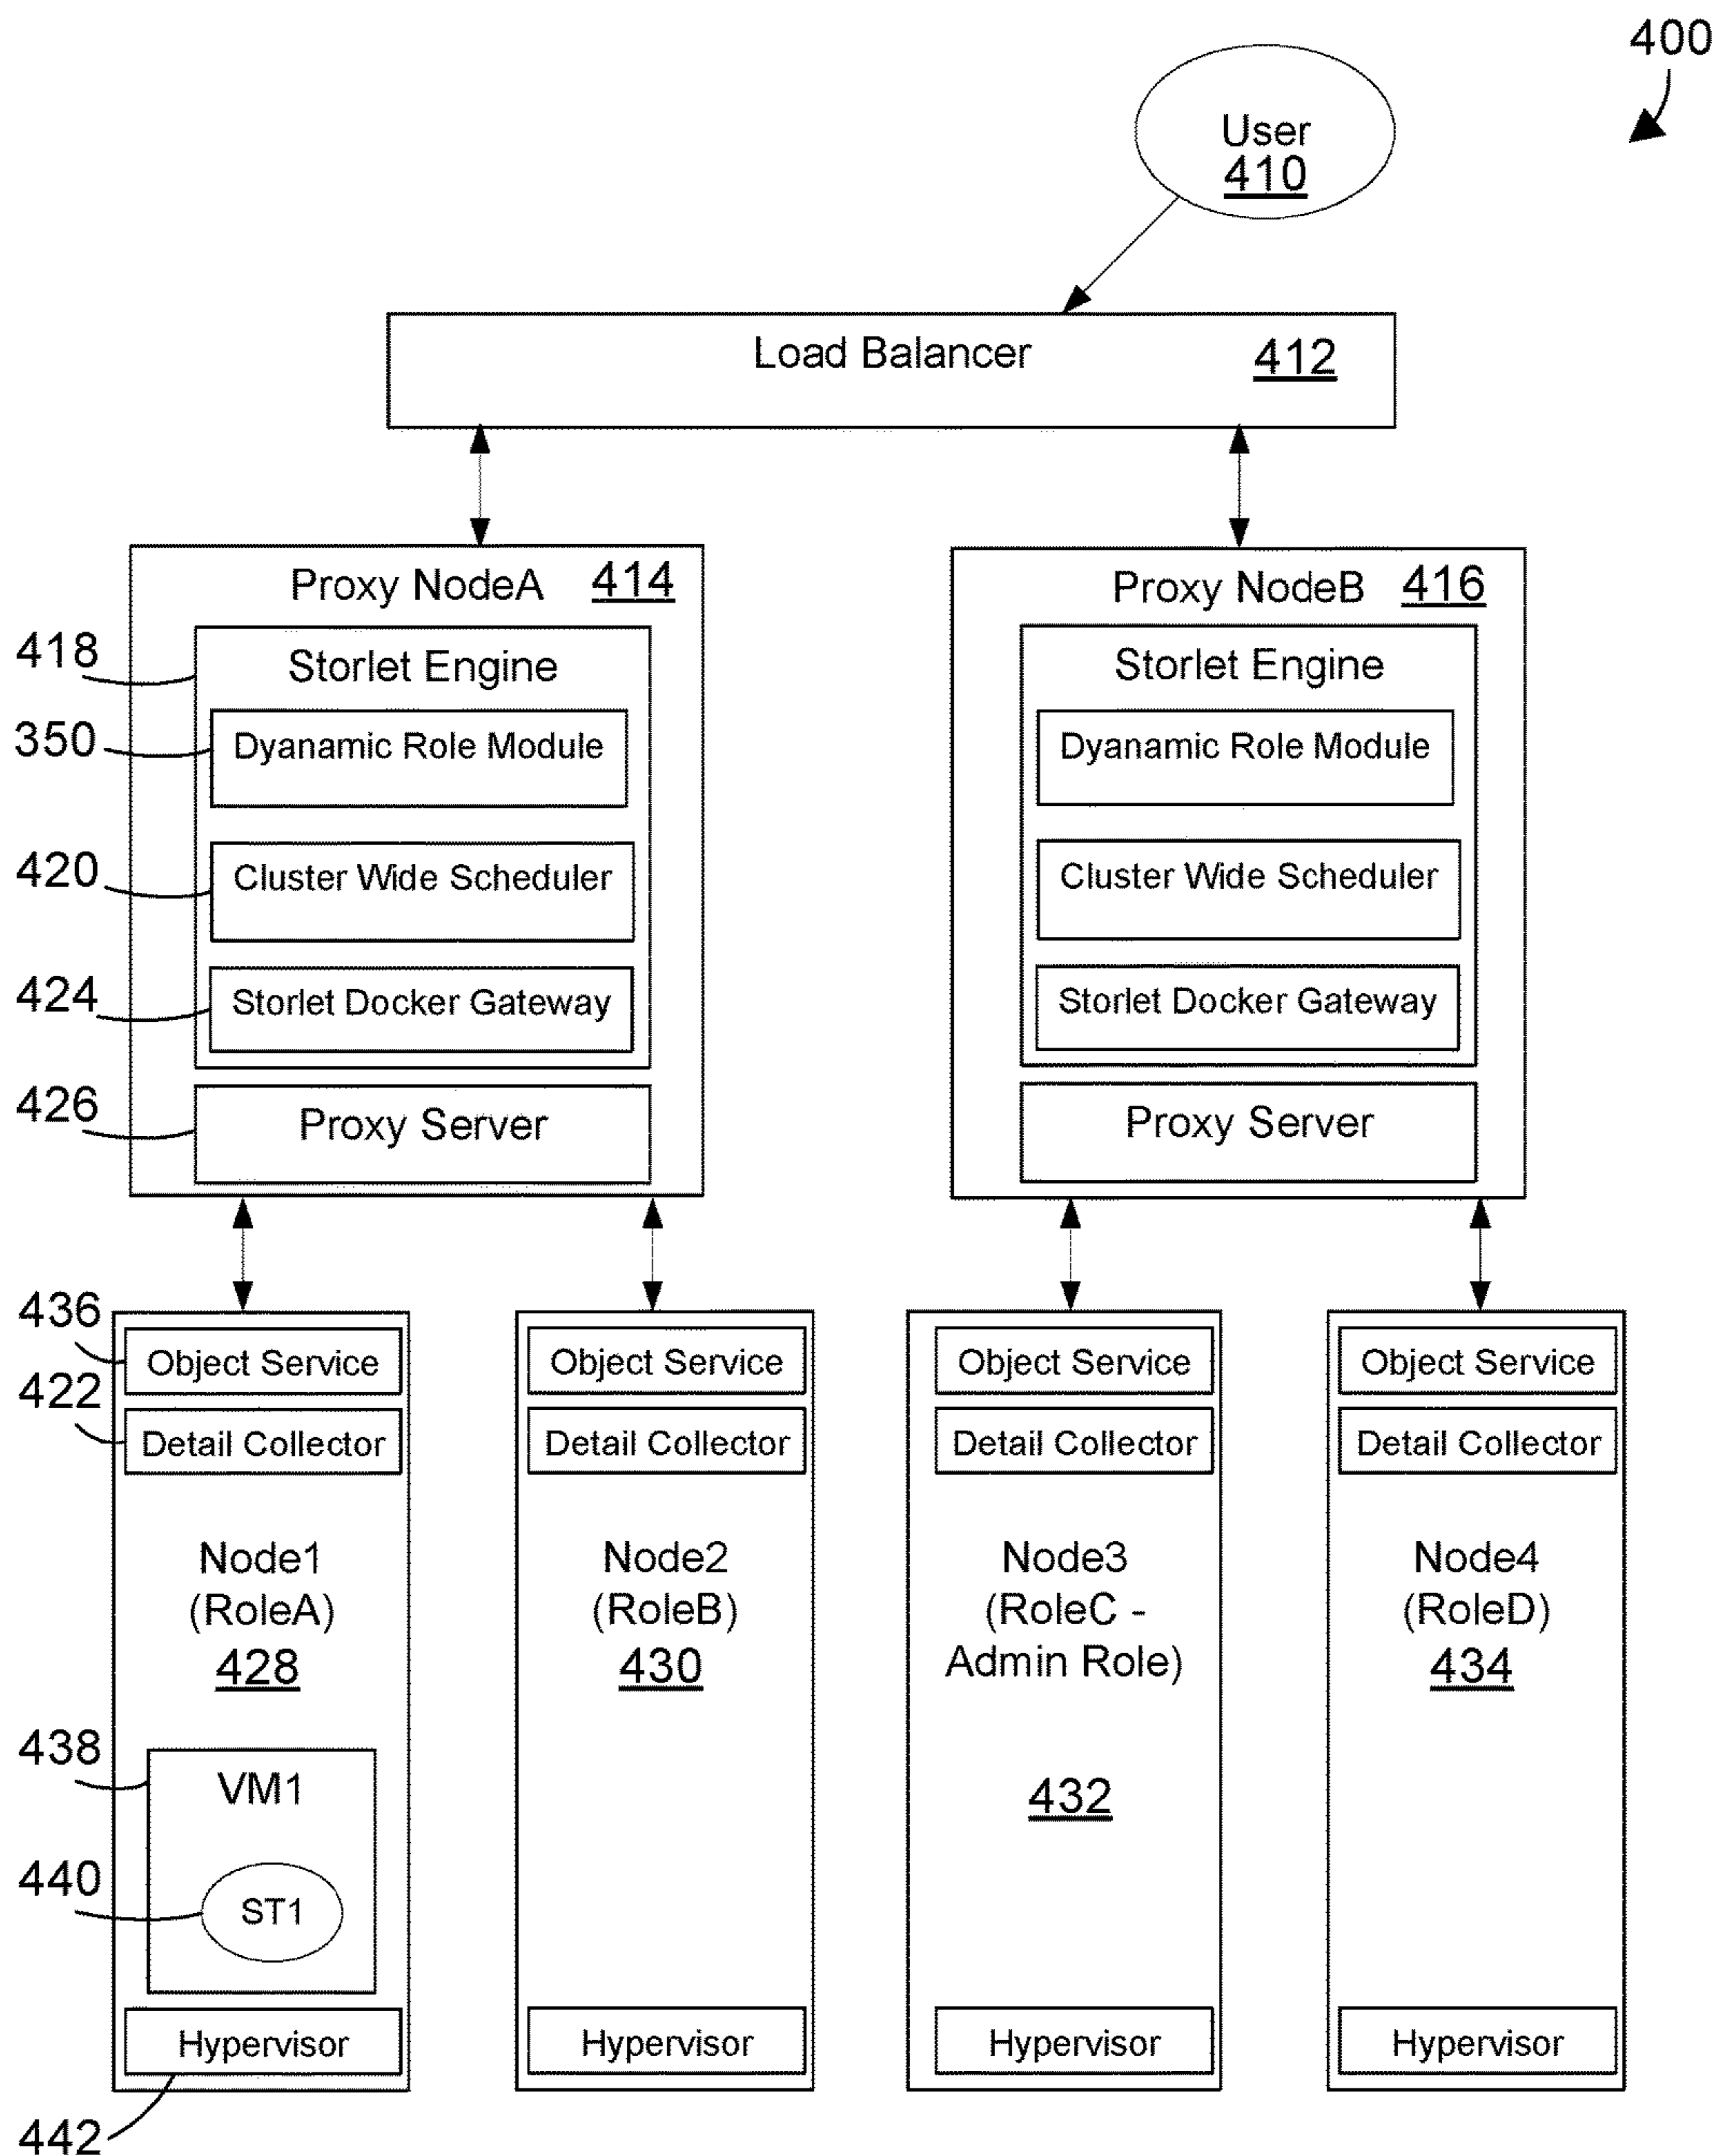 400
User
410
Load Balancer 412
Proxy NodeA 414
418
Storlet Engine
350
Dyanamic Role Module
420
Cluster Wide Scheduler
424
Storlet Docker Gateway
426
Proxy Server
Proxy NodeB 416
Storlet Engine
Dyanamic Role Module
Cluster Wide Scheduler
Storlet Docker Gateway
Proxy Server
436
Object Service
422
Detail Collector
Node1
(RoleA)
428
438
VM1
440
ST1
Hypervisor
442
Object Service
Detail Collector
Node2
(RoleB)
430
Hypervisor
Object Service
Detail Collector
Node3
(RoleC -
Admin Role)
432
Hypervisor
Object Service
Detail Collector
Node4
(RoleD)
434
Hypervisor